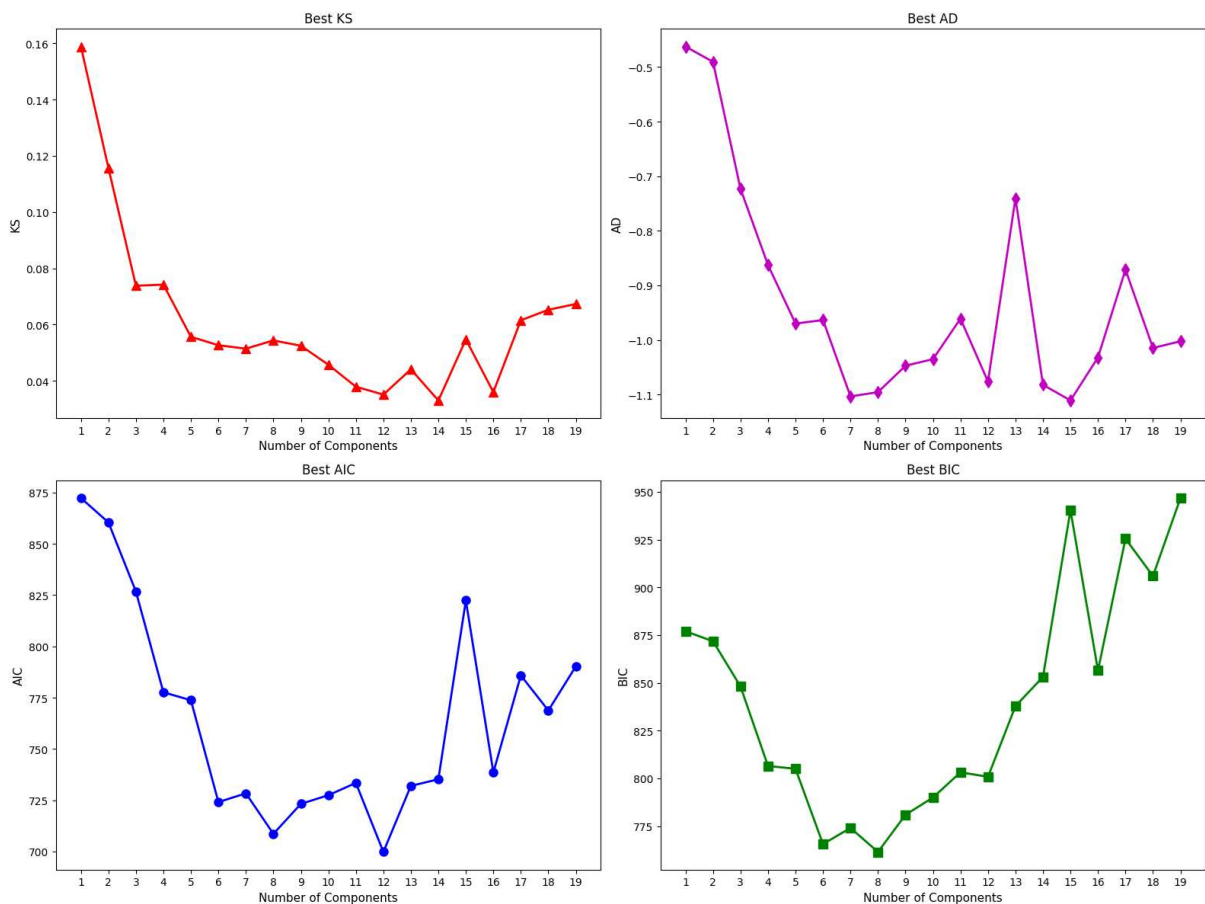 Best KS
0.16
0.14
0.12
0.10
0.08
0.06
0.04
KS
1 2 3 4 5 6 7 8 9 10 11 12 13 14 15 16 17 18 19
Number of Components
Best AD
−0.5
−0.6
−0.7
−0.8
−0.9
−1.0
−1.1
AD
1 2 3 4 5 6 7 8 9 10 11 12 13 14 15 16 17 18 19
Number of Components
Best AIC
875
850
825
800
775
750
725
700
AIC
1 2 3 4 5 6 7 8 9 10 11 12 13 14 15 16 17 18 19
Number of Components
Best BIC
950
925
900
875
850
825
800
775
BIC
1 2 3 4 5 6 7 8 9 10 11 12 13 14 15 16 17 18 19
Number of Components